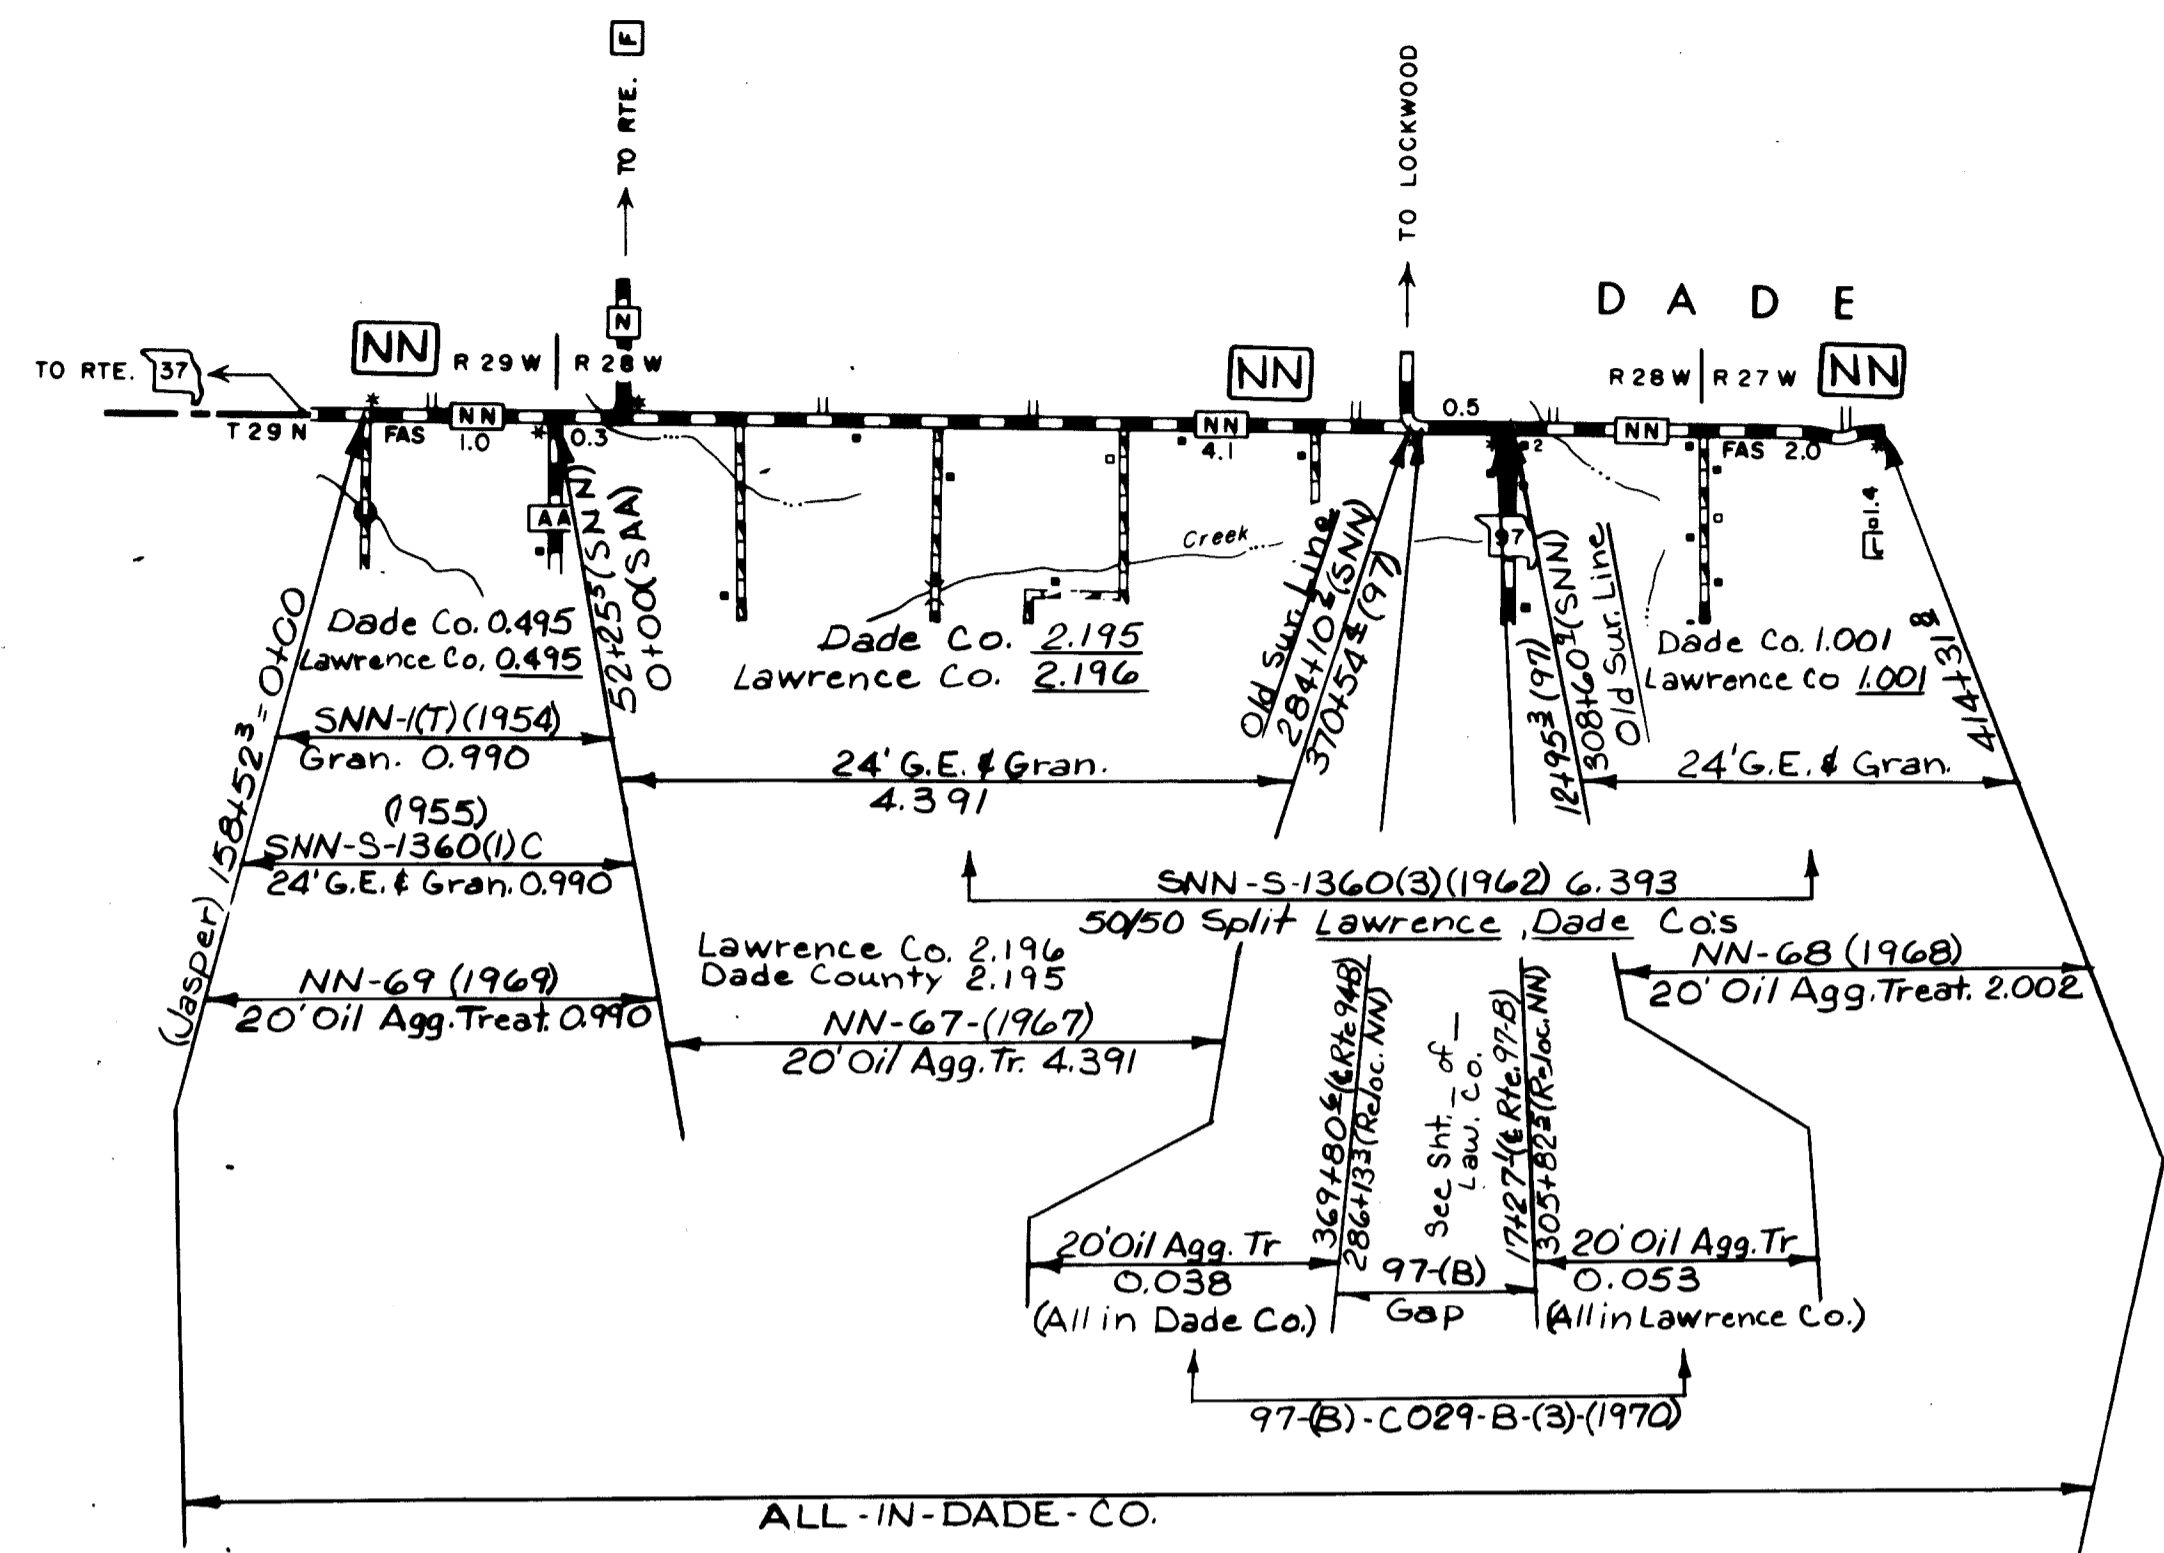 F
TO RTE.
TO LOCKWOOD
D A D E
N
NN
NN
NN
TO RTE. 37
R 29 W R 28 W
R 28 W R 27 W
T 29 N
FAS
NN
1.0
0.3
NN
4.1
0.5
2
NN
FAS 2.0
1.4
AA
97
Creek
Dade Co. 0.495
Lawrence Co. 0.495
Dade Co. 2.195
Lawrence Co. 2.196
Dade Co. 1.001
Lawrence Co 1.001
(Jasper) 158+52³ = 0+00
52+25⁵ (SNN)
0+00 (SAA)
Old Sur. Line
284+10² (SNN)
370+54⁴ (97)
12+95³ (97)
308+60⁹ (SNN)
Old Sur. Line
414+31⁸
SNN-1(T)(1954)
Gran. 0.990
24' G.E. & Gran.
4.391
24' G.E. & Gran.
(1955)
SNN-S-1360(1)C
24' G.E. & Gran. 0.990
SNN-S-1360(3)(1962) 6.393
50/50 Split Lawrence, Dade Co.'s
Lawrence Co. 2.196
Dade County 2.195
NN-69 (1969)
20' Oil Agg. Treat. 0.990
NN-67-(1967)
20' Oil Agg. Tr. 4.391
NN-68 (1968)
20' Oil Agg. Treat. 2.002
369+80⁶ (℄ Rte. 94B)
286+13³ (Reloc. NN)
See Sht. _ of _
Law. Co.
17+27¹ (℄ Rte. 97-B)
305+82³ (Reloc. NN)
20' Oil Agg. Tr
0.038
(All in Dade Co.)
97-(B)
Gap
20' Oil Agg. Tr
0.053
(All in Lawrence Co.)
97-(B)-C029-B-(3)-(1970)
ALL-IN-DADE-CO.